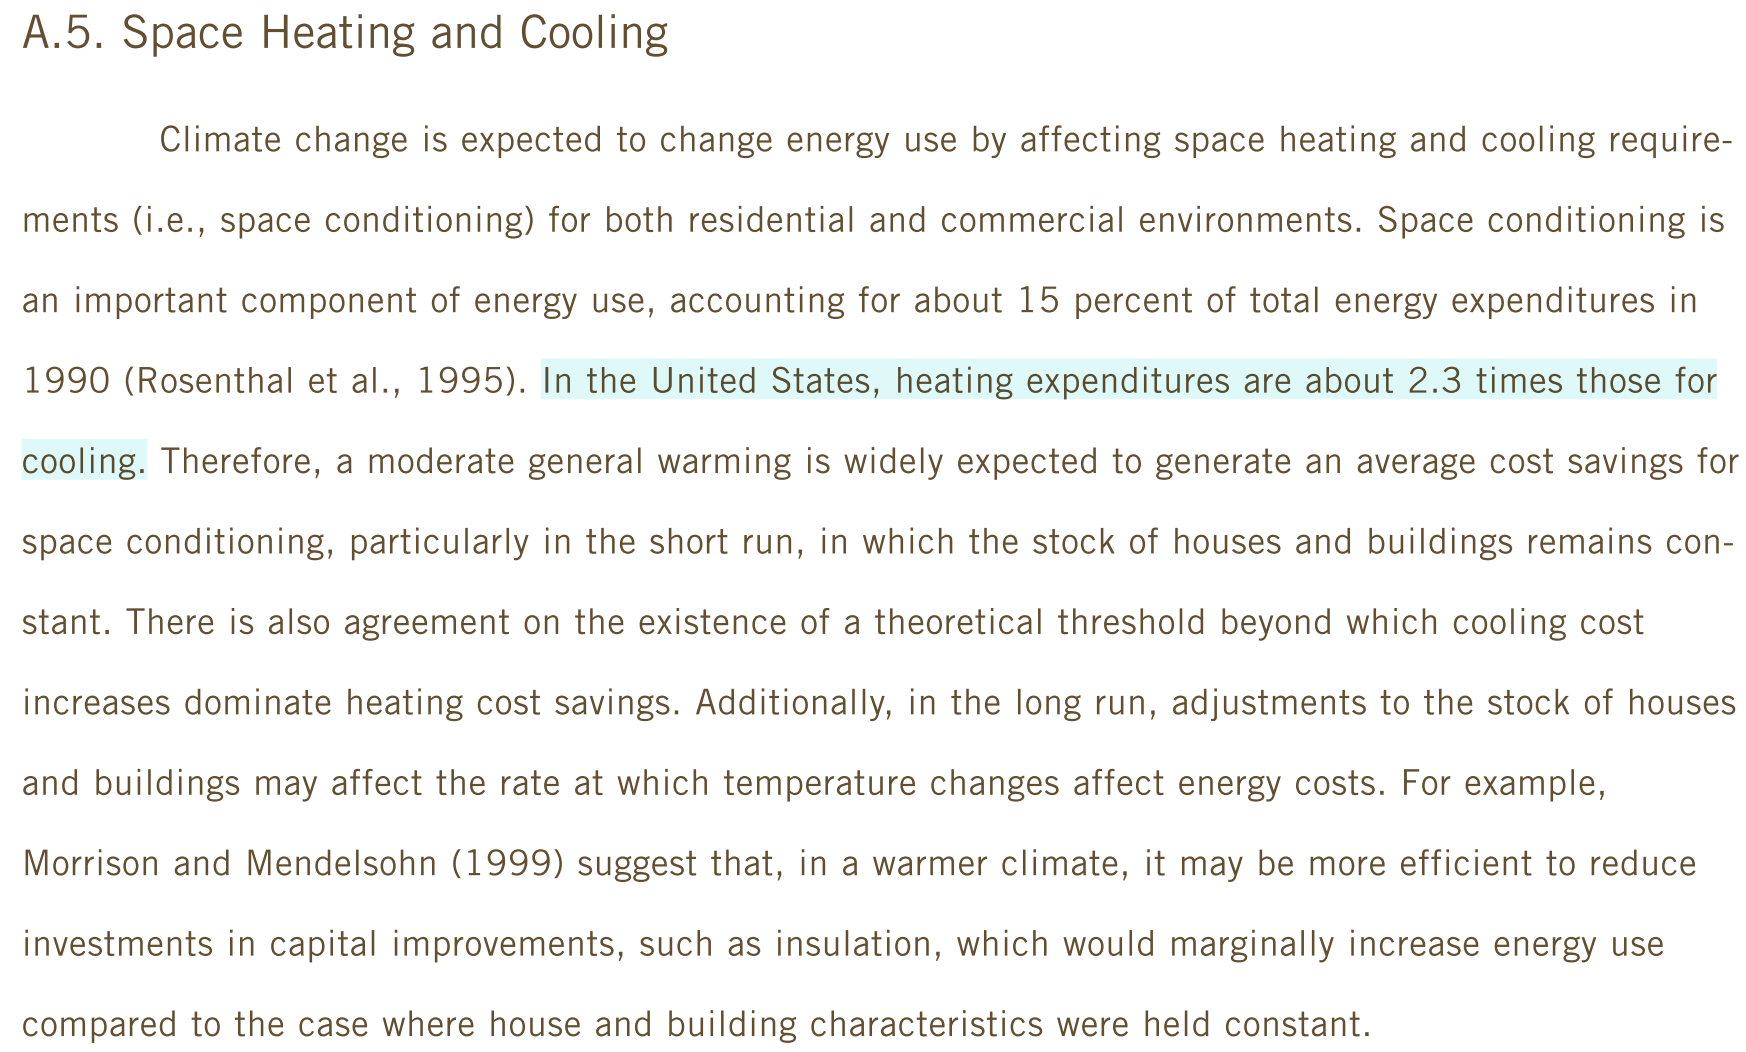 A.5. Space Heating and Cooling
Climate change is expected to change energy use by affecting space heating and cooling require-
ments (i.e., space conditioning) for both residential and commercial environments. Space conditioning is
an important component of energy use, accounting for about 15 percent of total energy expenditures in
1990 (Rosenthal et al., 1995). In the United States, heating expenditures are about 2.3 times those for
cooling. Therefore, a moderate general warming is widely expected to generate an average cost savings for
space conditioning, particularly in the short run, in which the stock of houses and buildings remains con-
stant. There is also agreement on the existence of a theoretical threshold beyond which cooling cost
increases dominate heating cost savings. Additionally, in the long run, adjustments to the stock of houses
and buildings may affect the rate at which temperature changes affect energy costs. For example,
Morrison and Mendelsohn (1999) suggest that, in a warmer climate, it may be more efficient to reduce
investments in capital improvements, such as insulation, which would marginally increase energy use
compared to the case where house and building characteristics were held constant.